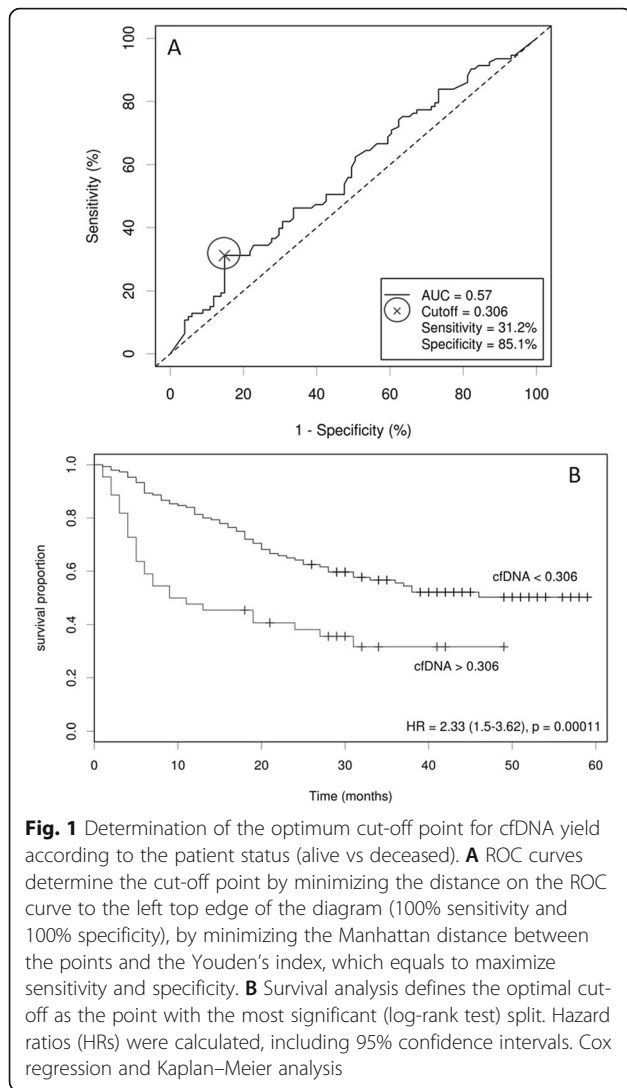 A
100
80
60
40
20
0
Sensitivity (%)
AUC = 0.57
Cutoff = 0.306
Sensitivity = 31.2%
Specificity = 85.1%
0 20 40 60 80 100
1 - Specificity (%)
B
1.0
0.8
0.6
0.4
0.2
0.0
survival proportion
cfDNA < 0.306
cfDNA > 0.306
HR = 2.33 (1.5-3.62), p = 0.00011
0 10 20 30 40 50 60
Time (months)
Fig. 1 Determination of the optimum cut-off point for cfDNA yield
according to the patient status (alive vs deceased). A ROC curves
determine the cut-off point by minimizing the distance on the ROC
curve to the left top edge of the diagram (100% sensitivity and
100% specificity), by minimizing the Manhattan distance between
the points and the Youden's index, which equals to maximize
sensitivity and specificity. B Survival analysis defines the optimal cut-
off as the point with the most significant (log-rank test) split. Hazard
ratios (HRs) were calculated, including 95% confidence intervals. Cox
regression and Kaplan–Meier analysis